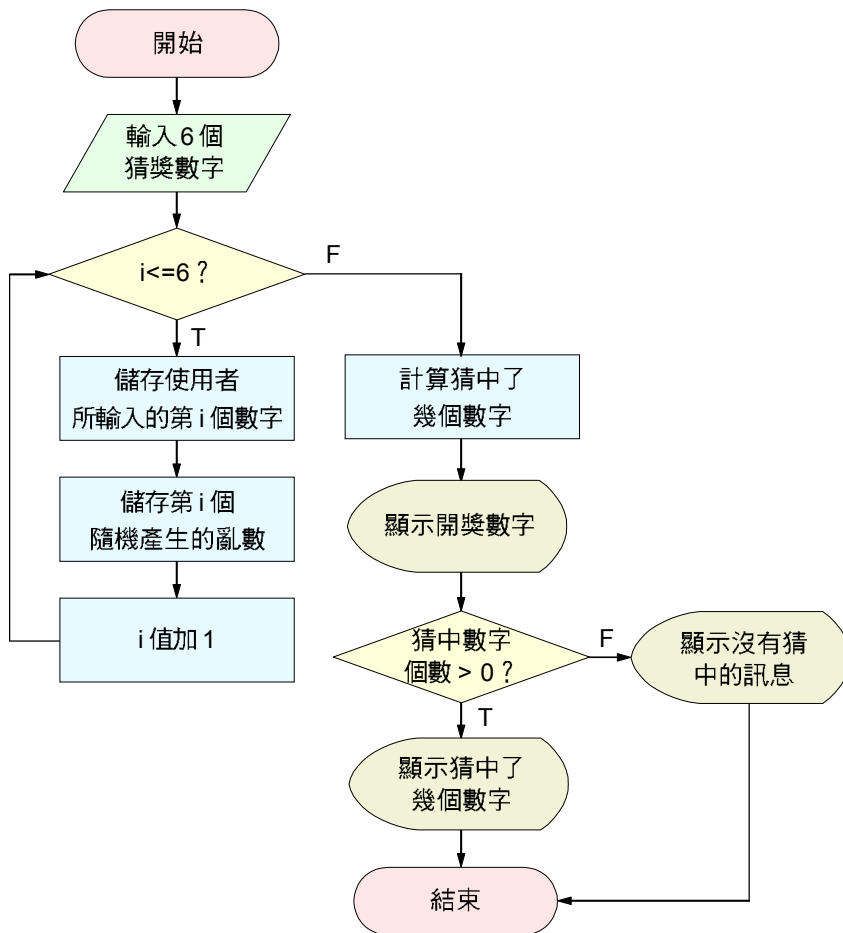 開始
輸入6個
猜獎數字
i<=6？
F
T
儲存使用者
所輸入的第i個數字
儲存第i個
隨機產生的亂數
i值加1
計算猜中了
幾個數字
顯示開獎數字
猜中數字
個數>0？
F
顯示沒有猜
中的訊息
T
顯示猜中了
幾個數字
結束